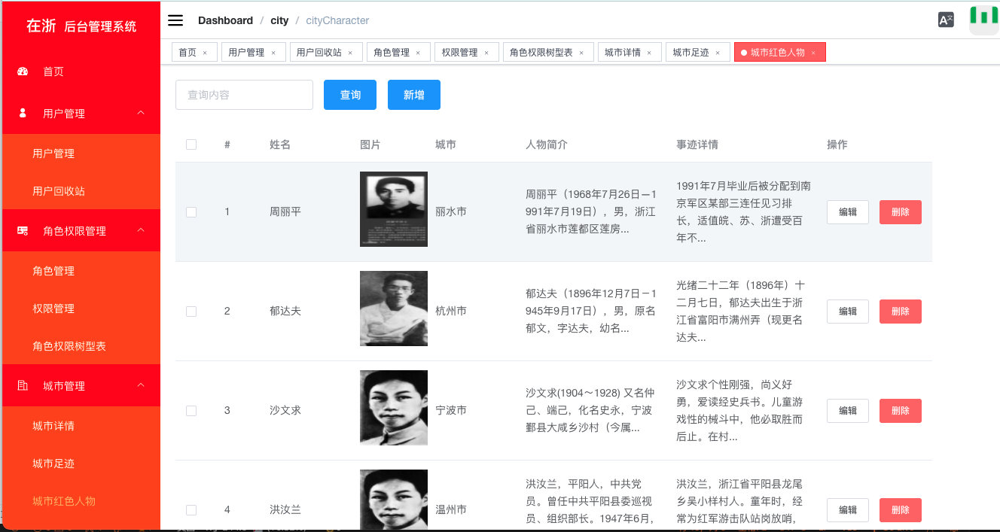 在浙 后台管理系统
首页
用户管理
用户管理
用户回收站
角色权限管理
角色管理
权限管理
角色权限树型表
城市管理
城市详情
城市足迹
城市红色人物
Dashboard / city / cityCharacter
首页 × 用户管理 × 用户回收站 × 角色管理 × 权限管理 × 角色权限树型表 × 城市详情 × 城市足迹 × 城市红色人物 ×
查询内容 查询 新增
# 姓名 图片 城市 人物简介 事迹详情 操作
1 周丽平 丽水市
周丽平（1968年7月26日—1
991年7月19日），男，浙江
省丽水市莲都区莲房...
1991年7月毕业后被分配到南
京军区某部三连任见习排
长，适值皖、苏、浙遭受百
年不...
编辑 删除
2 郁达夫 杭州市
郁达夫（1896年12月7日－1
945年9月17日），男，原名
郁文，字达夫，幼名...
光绪二十二年（1896年）十
二月七日，郁达夫出生于浙
江省富阳市满州弄（现更名
达夫...
编辑 删除
3 沙文求 宁波市
沙文求(1904～1928) 又名仲
己、端己，化名史永，宁波
鄞县大咸乡沙村（今属...
沙文求个性刚强，尚义好
勇，爱读经史兵书。儿童游
戏性的械斗中，他必取胜而
后止。在村...
编辑 删除
4 洪汝兰 温州市
洪汝兰，平阳人，中共党
员。曾任中共平阳县委巡视
员、组织部长。1947年6月，
洪汝兰，浙江省平阳县龙尾
乡吴小样村人。童年时，经
常为红军游击队站岗放哨，
编辑 删除